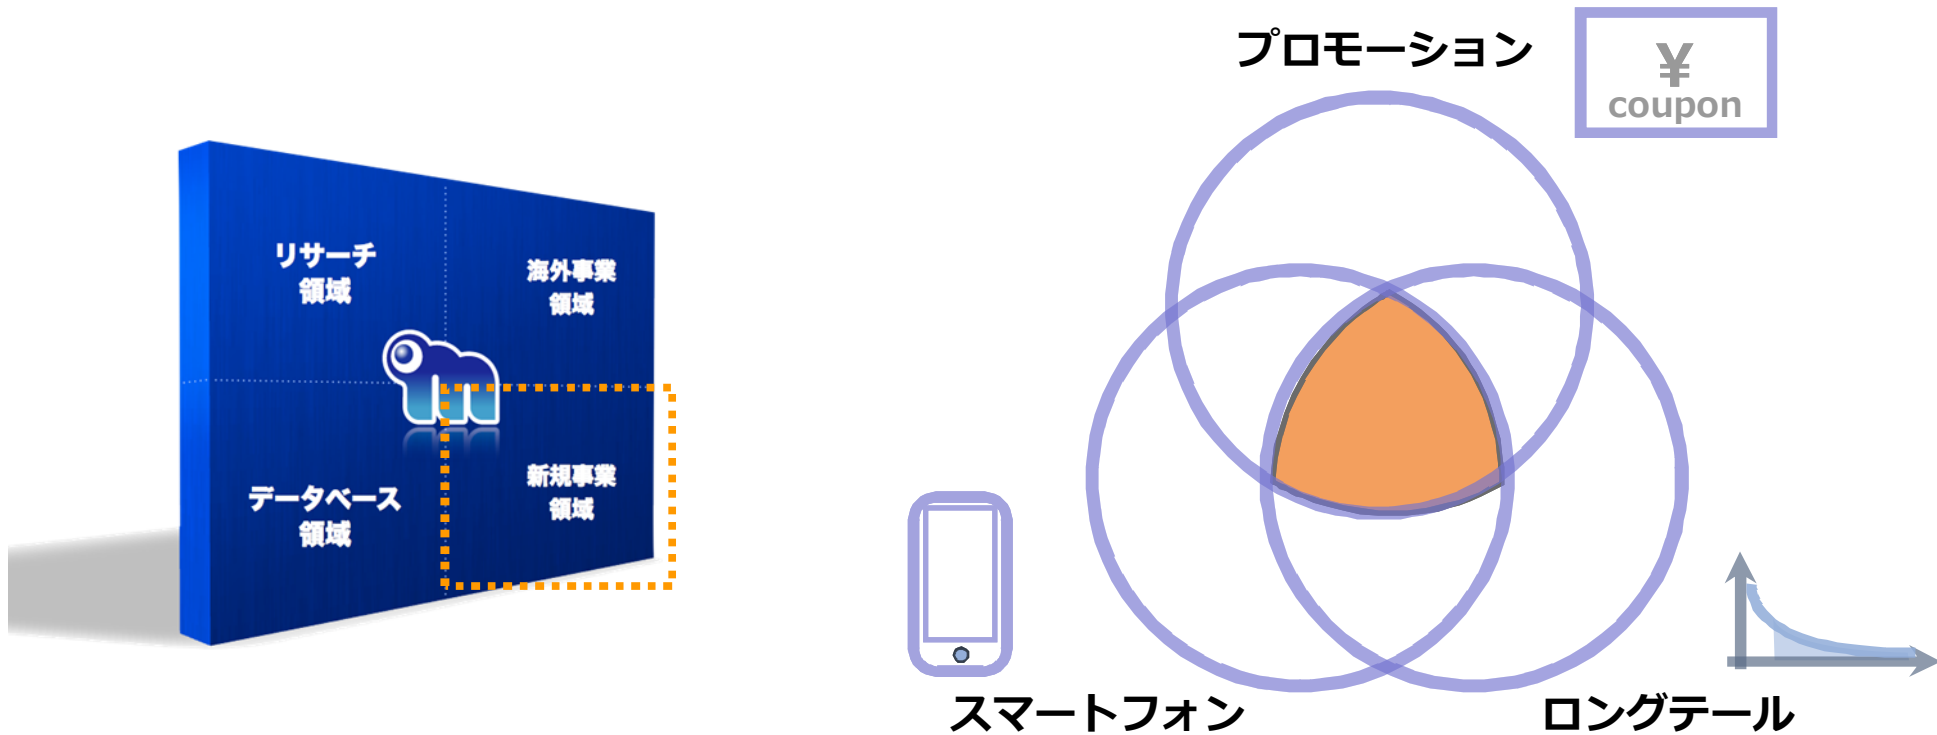 リサーチ
領域
海外事業
領域
データベース
領域
新規事業
領域
プロモーション
¥
coupon
スマートフォン
ロングテール